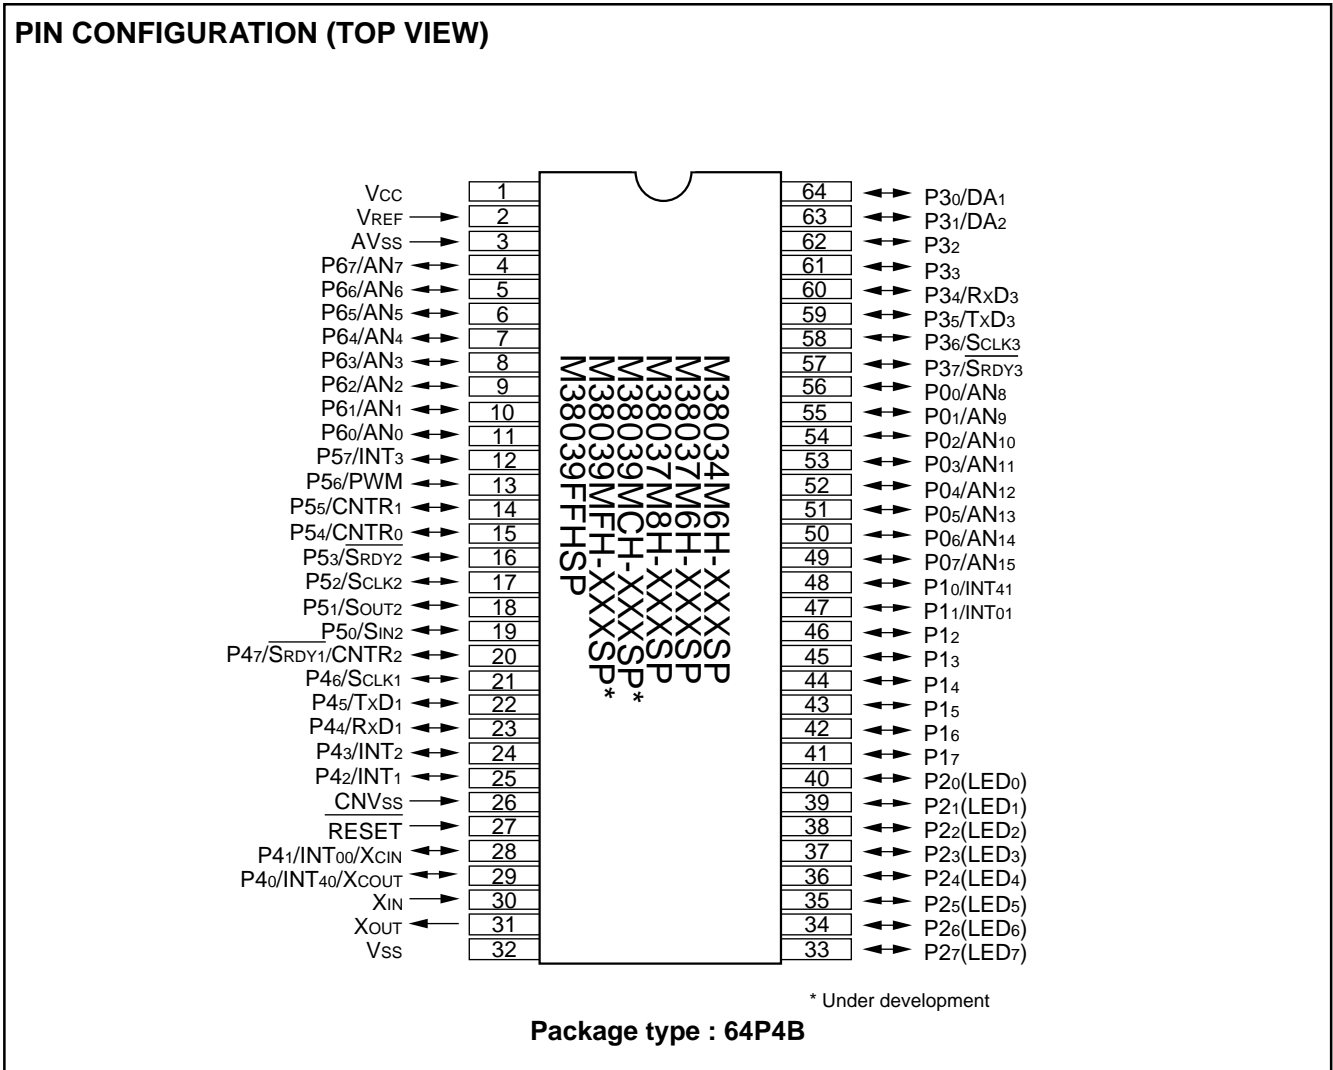 PIN CONFIGURATION (TOP VIEW)
VCC 1
VREF 2
AVSS 3
P67/AN7 4
P66/AN6 5
P65/AN5 6
P64/AN4 7
P63/AN3 8
P62/AN2 9
P61/AN1 10
P60/AN0 11
P57/INT3 12
P56/PWM 13
P55/CNTR1 14
P54/CNTR0 15
P53/SRDY2 16
P52/SCLK2 17
P51/SOUT2 18
P50/SIN2 19
P47/SRDY1/CNTR2 20
P46/SCLK1 21
P45/TXD1 22
P44/RXD1 23
P43/INT2 24
P42/INT1 25
CNVSS 26
RESET 27
P41/INT00/XCIN 28
P40/INT40/XCOUT 29
XIN 30
XOUT 31
VSS 32
M38034M6H-XXXSP
M38037M6H-XXXSP
M38037M8H-XXXSP
M38039MCH-XXXSP*
M38039MFH-XXXSP*
M38039FFHSP
64 P30/DA1
63 P31/DA2
62 P32
61 P33
60 P34/RXD3
59 P35/TXD3
58 P36/SCLK3
57 P37/SRDY3
56 P00/AN8
55 P01/AN9
54 P02/AN10
53 P03/AN11
52 P04/AN12
51 P05/AN13
50 P06/AN14
49 P07/AN15
48 P10/INT41
47 P11/INT01
46 P12
45 P13
44 P14
43 P15
42 P16
41 P17
40 P20(LED0)
39 P21(LED1)
38 P22(LED2)
37 P23(LED3)
36 P24(LED4)
35 P25(LED5)
34 P26(LED6)
33 P27(LED7)
* Under development
Package type : 64P4B